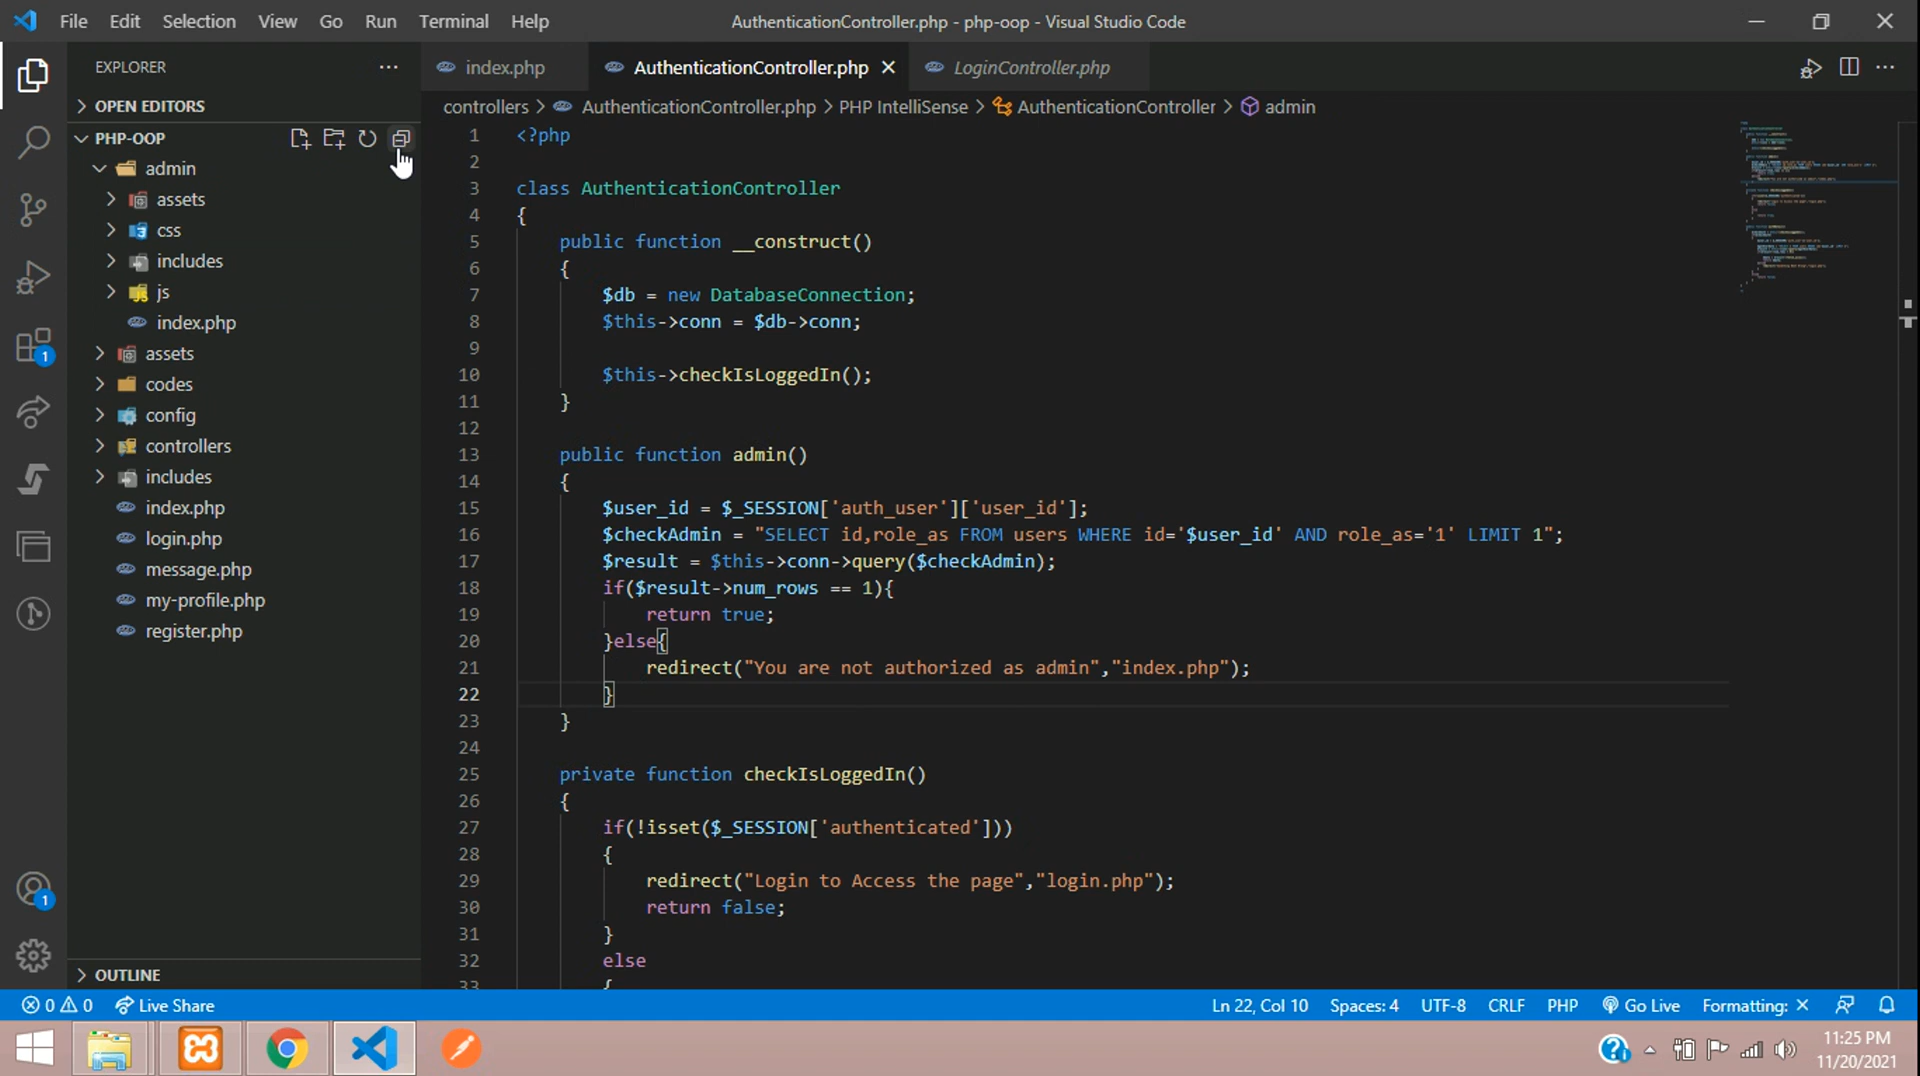 File Edit Selection View Go Run Terminal Help
AuthenticationController.php - php-oop - Visual Studio Code
EXPLORER
OPEN EDITORS
PHP-OOP
admin
assets
css
includes
js
index.php
assets
codes
config
controllers
includes
index.php
login.php
message.php
my-profile.php
register.php
OUTLINE
1
1
index.php
AuthenticationController.php
LoginController.php
controllers > AuthenticationController.php > PHP IntelliSense > AuthenticationController > admin
1 <?php
2
3 class AuthenticationController
4 {
5 public function __construct()
6 {
7 $db = new DatabaseConnection;
8 $this->conn = $db->conn;
9
10 $this->checkIsLoggedIn();
11 }
12
13 public function admin()
14 {
15 $user_id = $_SESSION['auth_user']['user_id'];
16 $checkAdmin = "SELECT id,role_as FROM users WHERE id='$user_id' AND role_as='1' LIMIT 1";
17 $result = $this->conn->query($checkAdmin);
18 if($result->num_rows == 1){
19 return true;
20 }else{
21 redirect("You are not authorized as admin","index.php");
22 }
23 }
24
25 private function checkIsLoggedIn()
26 {
27 if(!isset($_SESSION['authenticated']))
28 {
29 redirect("Login to Access the page","login.php");
30 return false;
31 }
32 else
33 {
0 0 Live Share
Ln 22, Col 10 Spaces: 4 UTF-8 CRLF PHP Go Live Formatting: ×
11:25 PM
11/20/2021